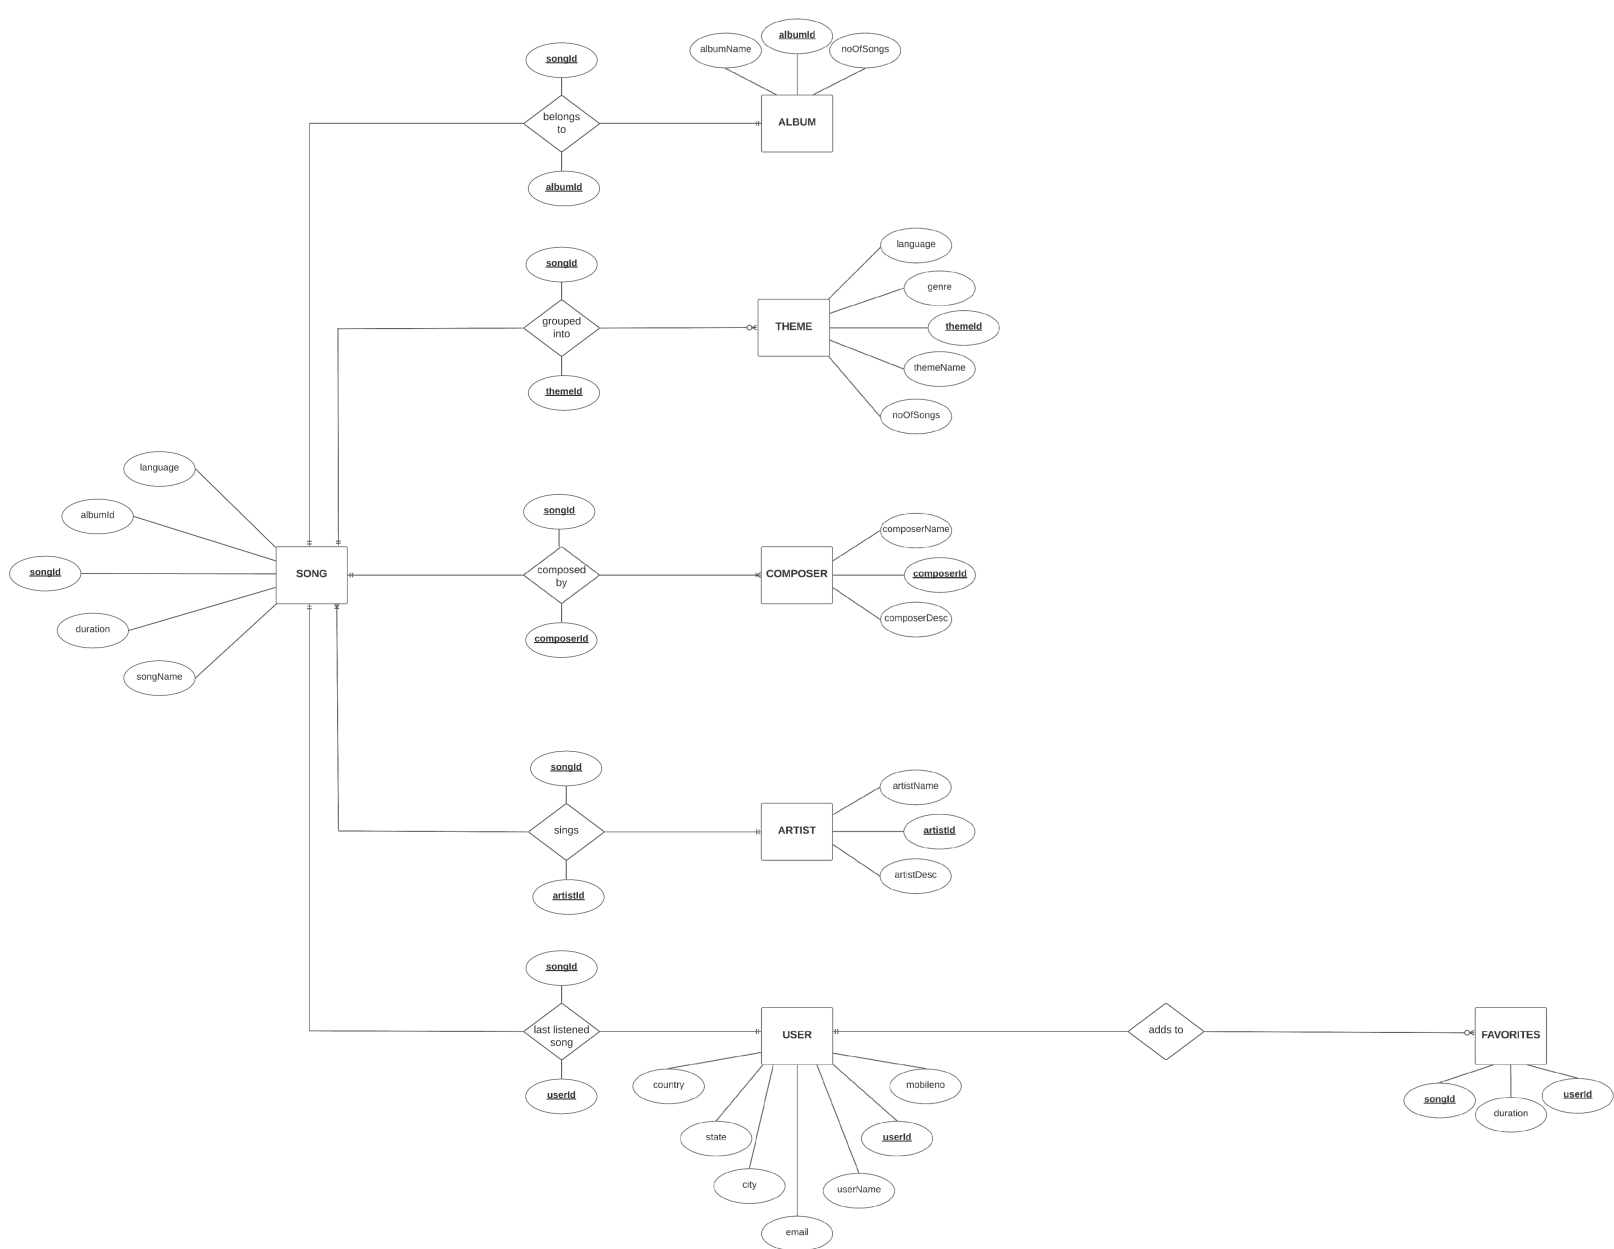 albumId
albumName
noOfSongs
songId
belongs
to
ALBUM
albumId
language
songId
genre
grouped
into
THEME
themeId
themeName
themeId
noOfSongs
language
albumId
songId
composerName
SONG
composed
by
COMPOSER
composerId
songId
duration
composerDesc
composerId
songName
songId
artistName
sings
ARTIST
artistId
artistDesc
artistId
songId
last listened
song
USER
adds to
FAVORITES
country
mobileno
userId
songId
duration
userId
state
userId
city
userName
email